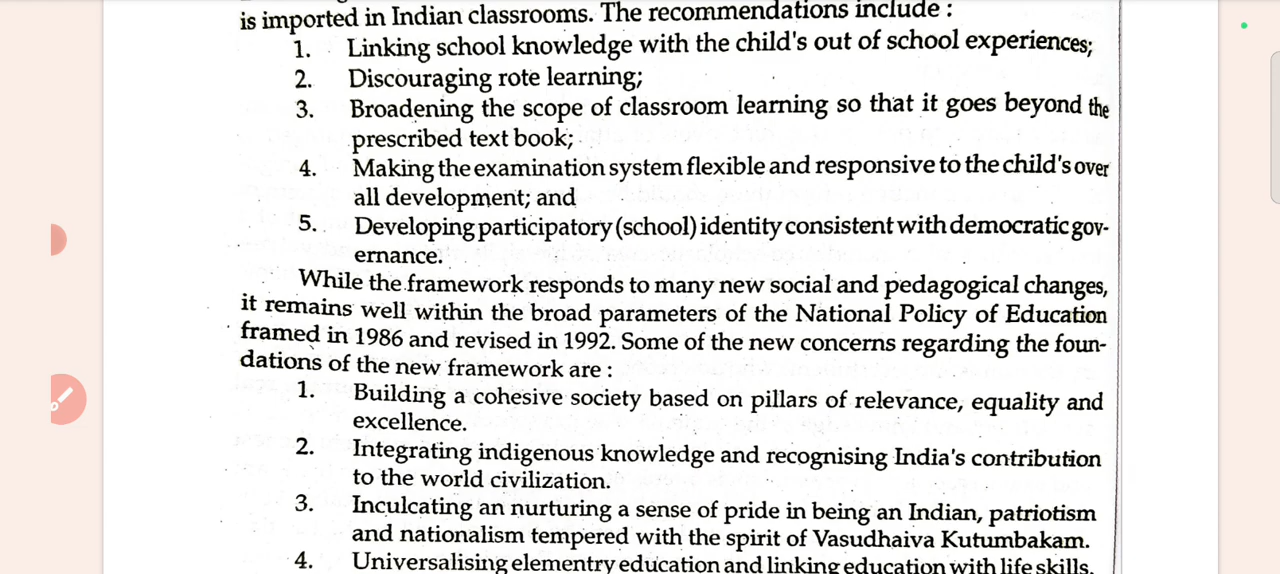 is imported in Indian classrooms. The recommendations include :
1. Linking school knowledge with the child's out of school experiences;
2. Discouraging rote learning;
3. Broadening the scope of classroom learning so that it goes beyond the
prescribed text book;
4. Making the examination system flexible and responsive to the child's over
all development; and
5. Developing participatory (school) identity consistent with democratic gov-
ernance.
While the framework responds to many new social and pedagogical changes,
it remains well within the broad parameters of the National Policy of Education
framed in 1986 and revised in 1992. Some of the new concerns regarding the foun-
dations of the new framework are :
1. Building a cohesive society based on pillars of relevance, equality and
excellence.
2. Integrating indigenous knowledge and recognising India's contribution
to the world civilization.
3. Inculcating an nurturing a sense of pride in being an Indian, patriotism
and nationalism tempered with the spirit of Vasudhaiva Kutumbakam.
4. Universalising elementry education and linking education with life skills.